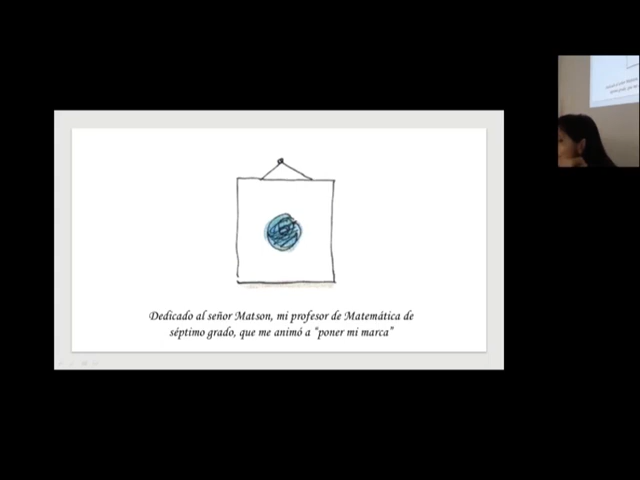 Dedicado al señor Matson, mi profesor de Matemática de
séptimo grado, que me animó a “poner mi marca”